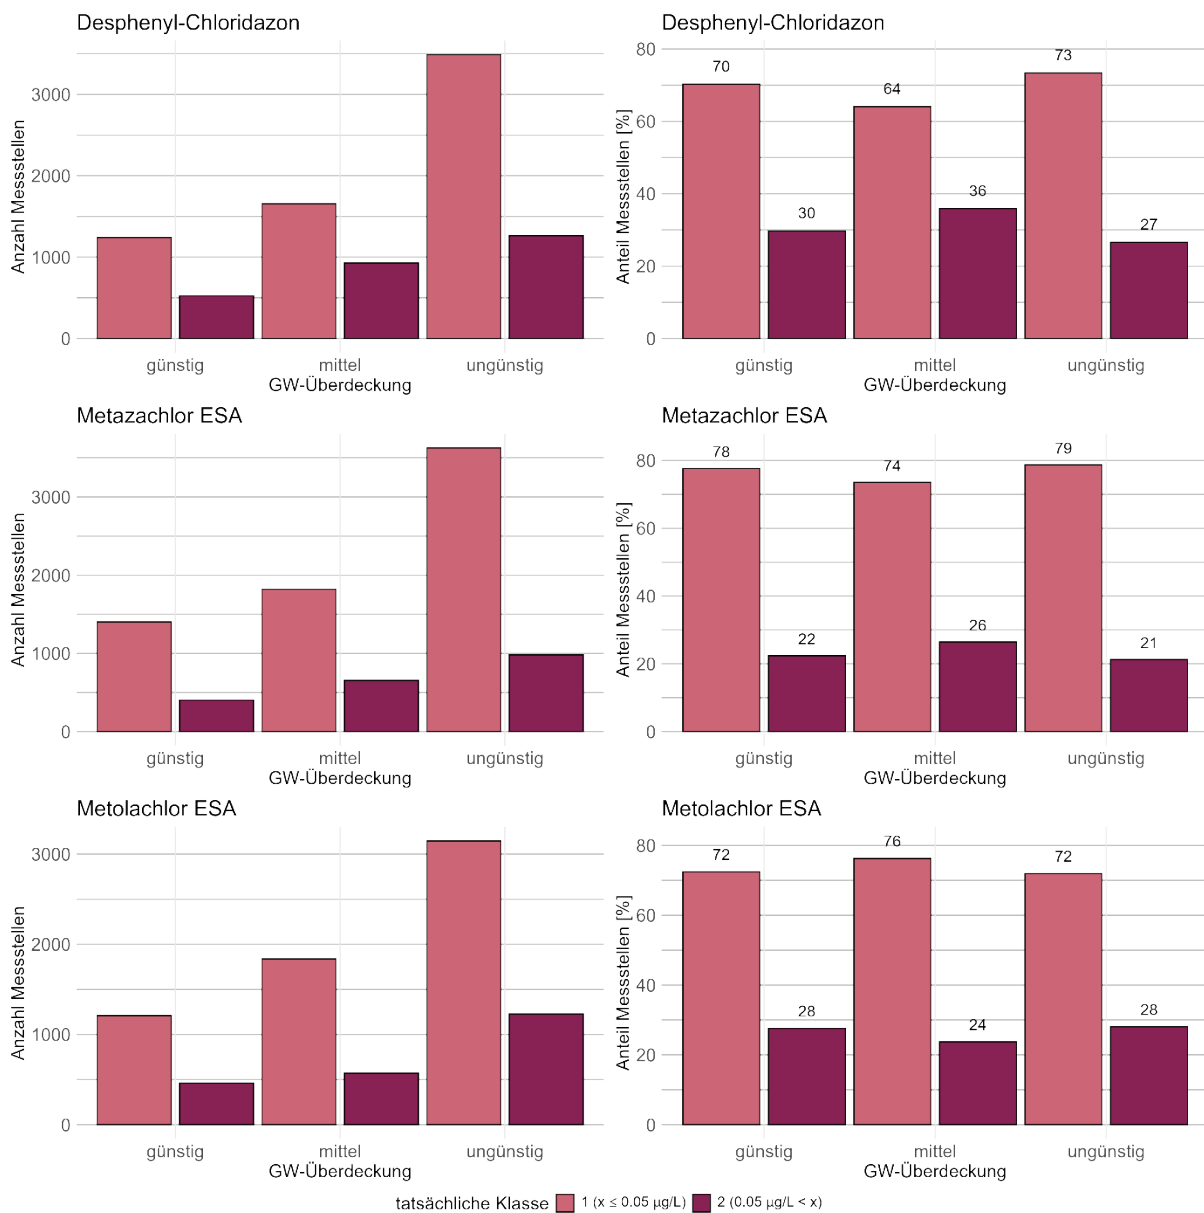 Desphenyl-Chloridazon
Anzahl Messstellen
3000
2000
1000
0
günstig mittel ungünstig
GW-Überdeckung
Desphenyl-Chloridazon
Anteil Messstellen [%]
80
60
40
20
0
70 30 64 36 73 27
günstig mittel ungünstig
GW-Überdeckung
Metazachlor ESA
Anzahl Messstellen
3000
2000
1000
0
günstig mittel ungünstig
GW-Überdeckung
Metazachlor ESA
Anteil Messstellen [%]
80
60
40
20
0
78 22 74 26 79 21
günstig mittel ungünstig
GW-Überdeckung
Metolachlor ESA
Anzahl Messstellen
3000
2000
1000
0
günstig mittel ungünstig
GW-Überdeckung
Metolachlor ESA
Anteil Messstellen [%]
80
60
40
20
0
72 28 76 24 72 28
günstig mittel ungünstig
GW-Überdeckung
tatsächliche Klasse 1 (x ≤ 0.05 µg/L) 2 (0.05 µg/L < x)